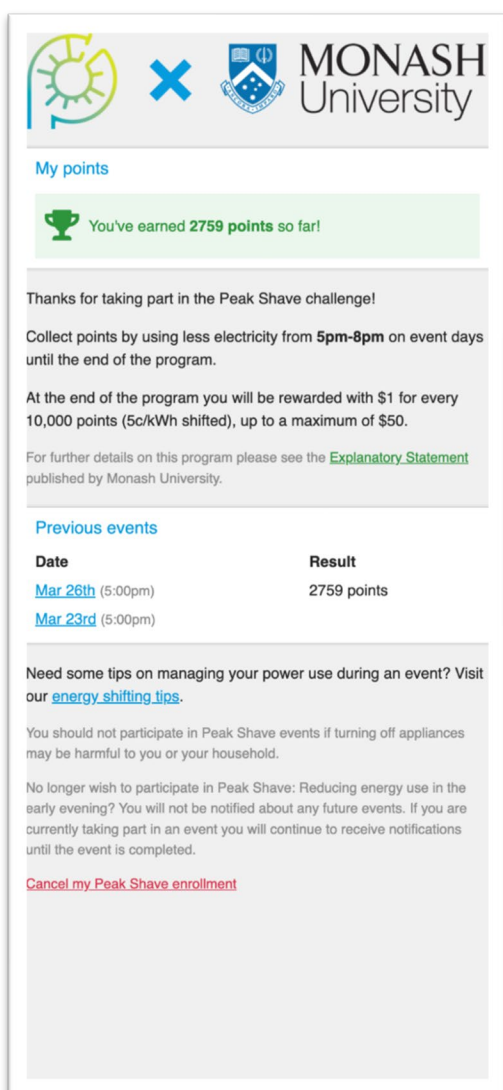 MONASH
University
My points
You've earned 2759 points so far!
Thanks for taking part in the Peak Shave challenge!
Collect points by using less electricity from 5pm-8pm on event days
until the end of the program.
At the end of the program you will be rewarded with $1 for every
10,000 points (5c/kWh shifted), up to a maximum of $50.
For further details on this program please see the Explanatory Statement
published by Monash University.
Previous events
Date Result
Mar 26th (5:00pm) 2759 points
Mar 23rd (5:00pm)
Need some tips on managing your power use during an event? Visit
our energy shifting tips.
You should not participate in Peak Shave events if turning off appliances
may be harmful to you or your household.
No longer wish to participate in Peak Shave: Reducing energy use in the
early evening? You will not be notified about any future events. If you are
currently taking part in an event you will continue to receive notifications
until the event is completed.
Cancel my Peak Shave enrollment